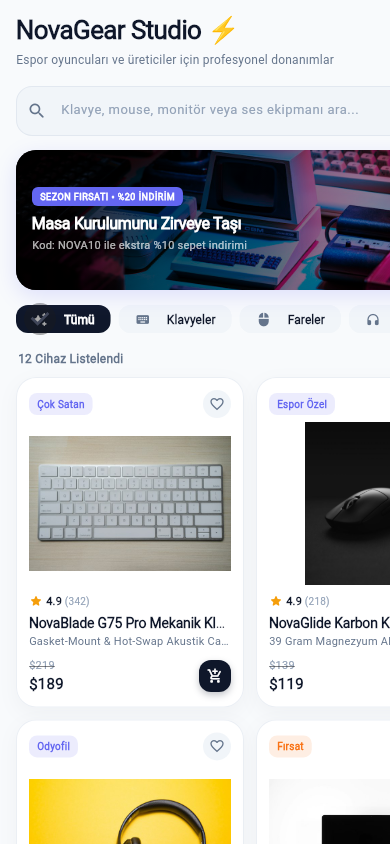 NovaGear Studio ⚡
Espor oyuncuları ve üreticiler için profesyonel donanımlar
Klavye, mouse, monitör veya ses ekipmanı ara...
SEZON FIRSATI • %20 İNDİRİM
Masa Kurulumunu Zirveye Taşı
Kod: NOVA10 ile ekstra %10 sepet indirimi
Tümü
Klavyeler
Fareler
12 Cihaz Listelendi
Çok Satan
Espor Özel
4.9 (342)
4.9 (218)
NovaBlade G75 Pro Mekanik Kl...
NovaGlide Karbon K
Gasket-Mount & Hot-Swap Akustik Ca...
39 Gram Magnezyum Al
$219
$139
$189
$119
Odyofil
Fırsat